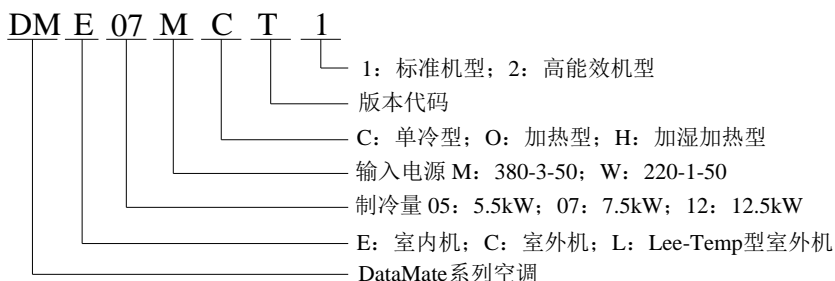 DM E 07 M C T 1
1：标准机型；2：高能效机型
版本代码
C：单冷型；O：加热型；H：加湿加热型
输入电源 M：380-3-50；W：220-1-50
制冷量 05：5.5kW；07：7.5kW；12：12.5kW
E：室内机；C：室外机；L：Lee-Temp型室外机
DataMate系列空调